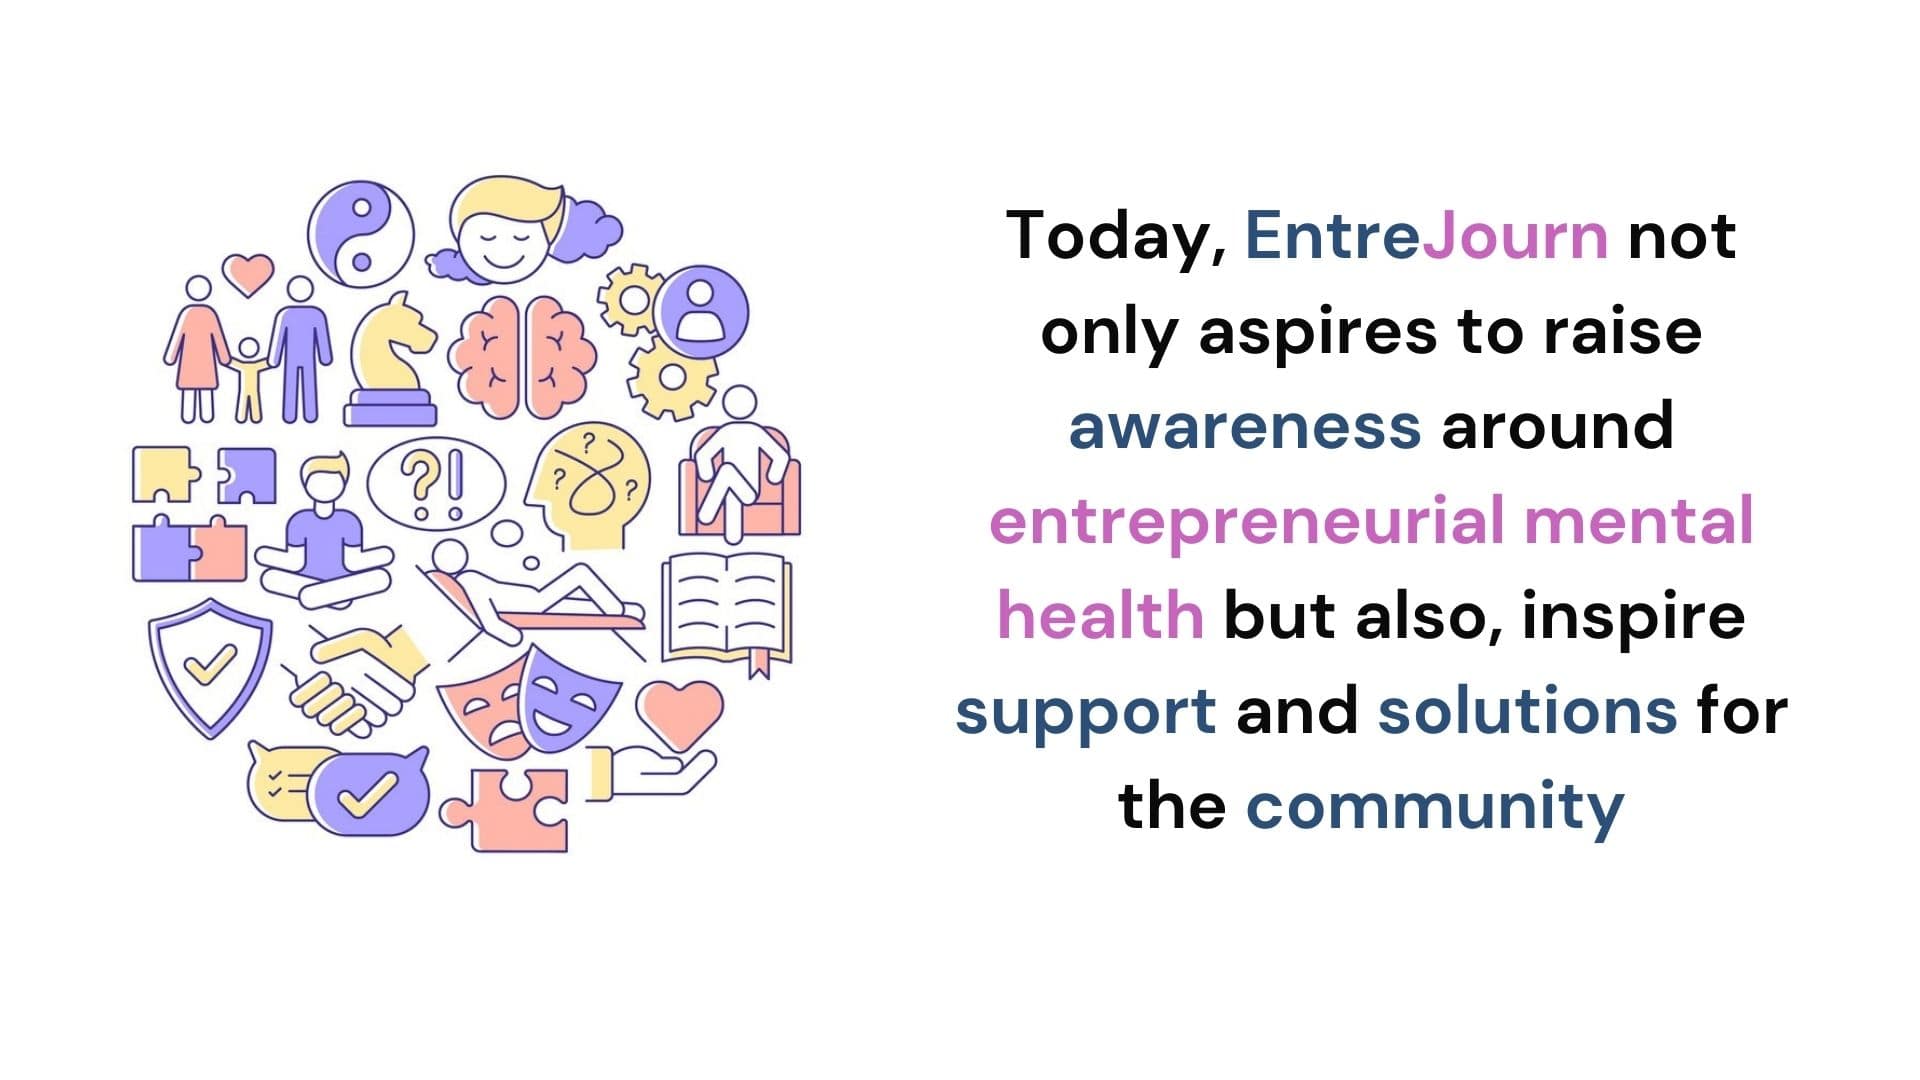 Today, EntreJourn not
only aspires to raise
awareness around
entrepreneurial mental
health but also, inspire
support and solutions for
the community
?!
?
?
?